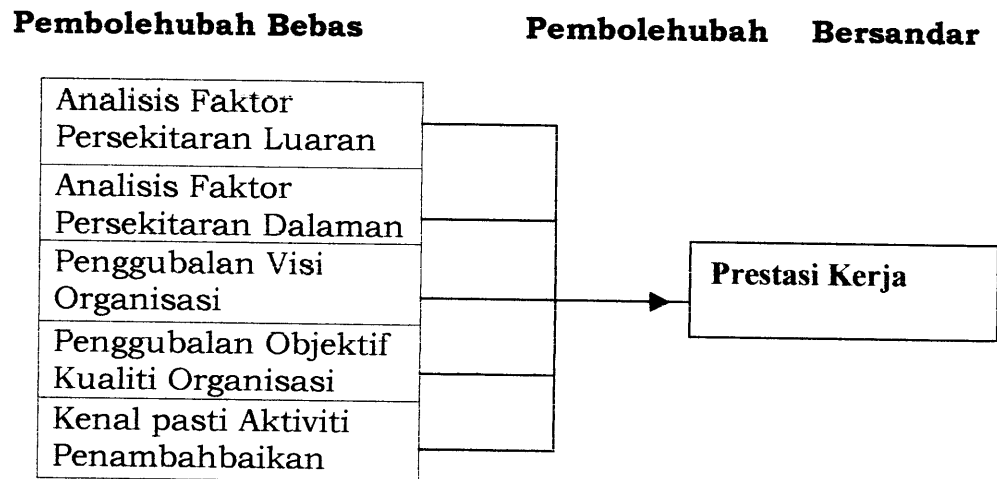 Pembolehubah Bebas
Pembolehubah Bersandar
Analisis Faktor
Persekitaran Luaran
Analisis Faktor
Persekitaran Dalaman
Penggubalan Visi
Organisasi
Penggubalan Objektif
Kualiti Organisasi
Kenal pasti Aktiviti
Penambahbaikan
Prestasi Kerja